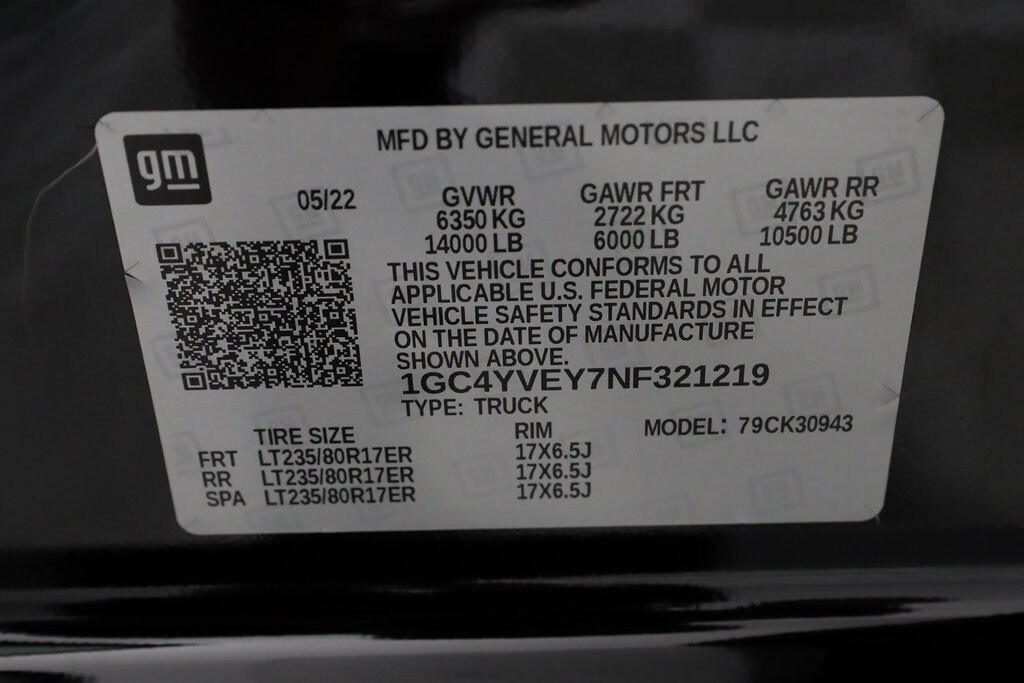 MFD BY GENERAL MOTORS LLC
gm
05/22
GVWR GAWR FRT GAWR RR
6350 KG 2722 KG 4763 KG
14000 LB 6000 LB 10500 LB
THIS VEHICLE CONFORMS TO ALL
APPLICABLE U.S. FEDERAL MOTOR
VEHICLE SAFETY STANDARDS IN EFFECT
ON THE DATE OF MANUFACTURE
SHOWN ABOVE.
1GC4YVEY7NF321219
TYPE: TRUCK
MODEL: 79CK30943
TIRE SIZE RIM
FRT LT235/80R17ER 17X6.5J
RR LT235/80R17ER 17X6.5J
SPA LT235/80R17ER 17X6.5J